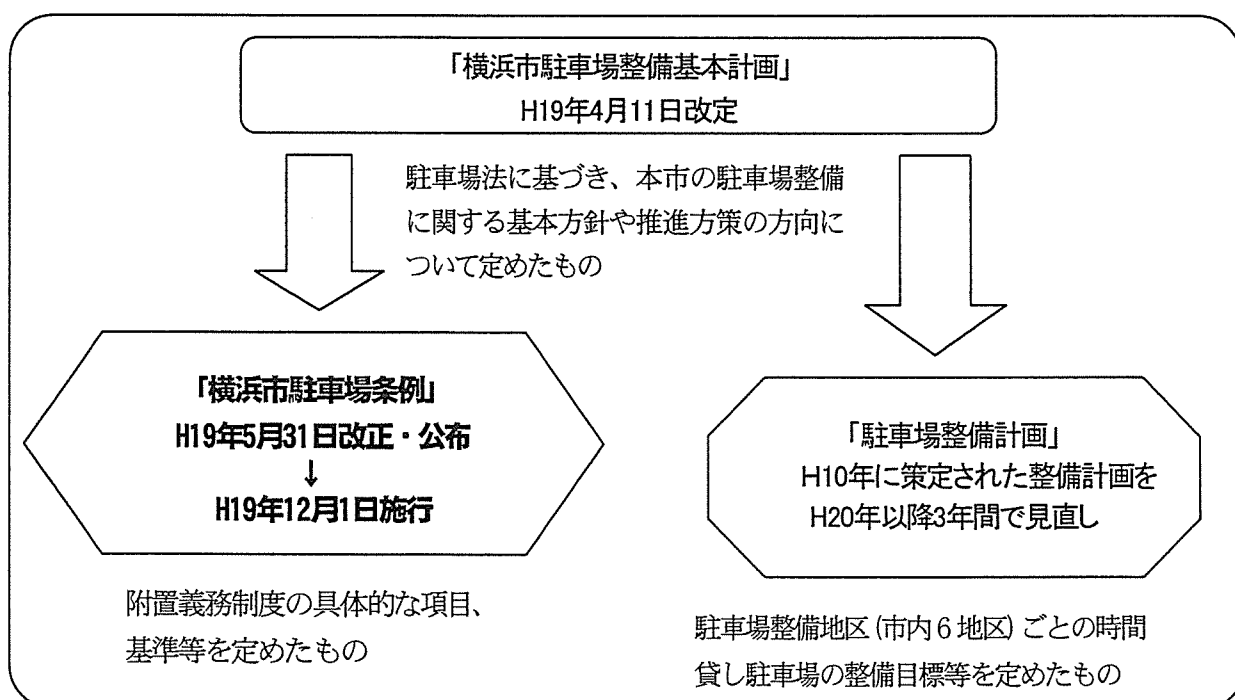 「横浜市駐車場整備基本計画」
H19年4月11日改定
駐車場法に基づき、本市の駐車場整備
に関する基本方針や推進方策の方向に
ついて定めたもの
「横浜市駐車場条例」
H19年5月31日改正・公布
↓
H19年12月1日施行
附置義務制度の具体的な項目、
基準等を定めたもの
「駐車場整備計画」
H10年に策定された整備計画を
H20年以降3年間で見直し
駐車場整備地区(市内6地区)ごとの時間
貸し駐車場の整備目標等を定めたもの